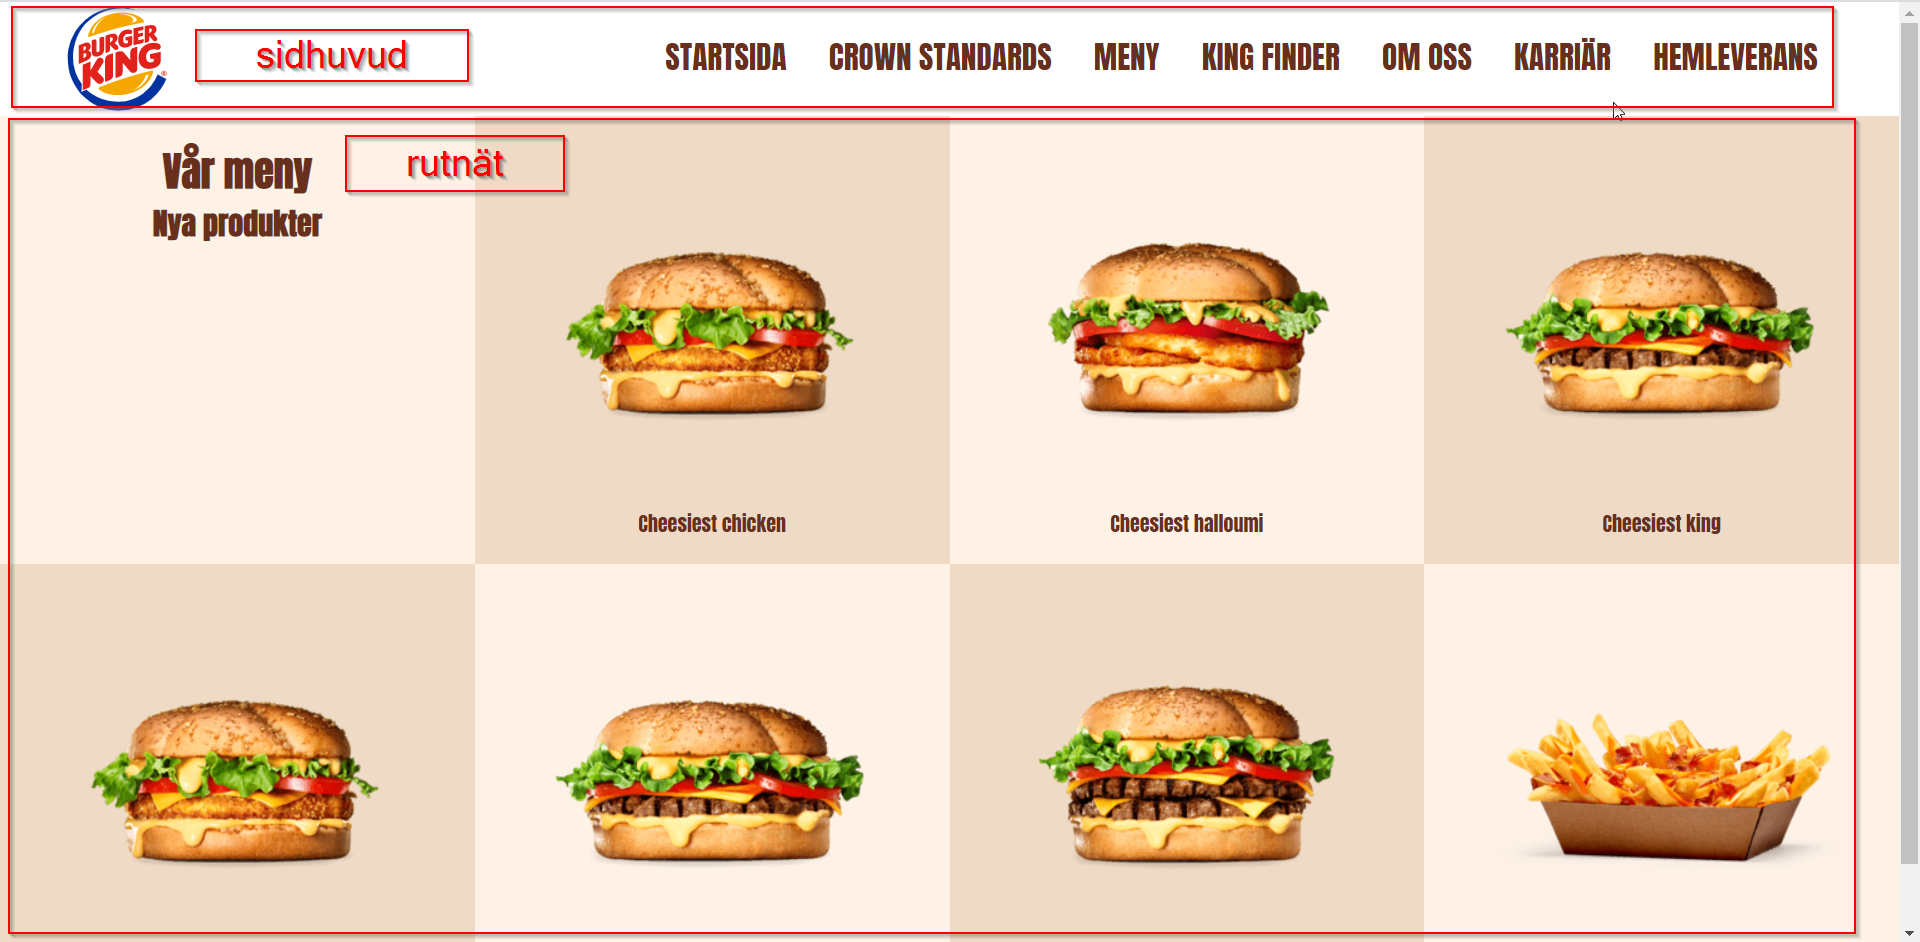 BURGER
KING
®
sidhuvud
STARTSIDA CROWN STANDARDS MENY KING FINDER OM OSS KARRIÄR HEMLEVERANS
Vår meny
rutnät
Nya produkter
Cheesiest chicken
Cheesiest halloumi
Cheesiest king